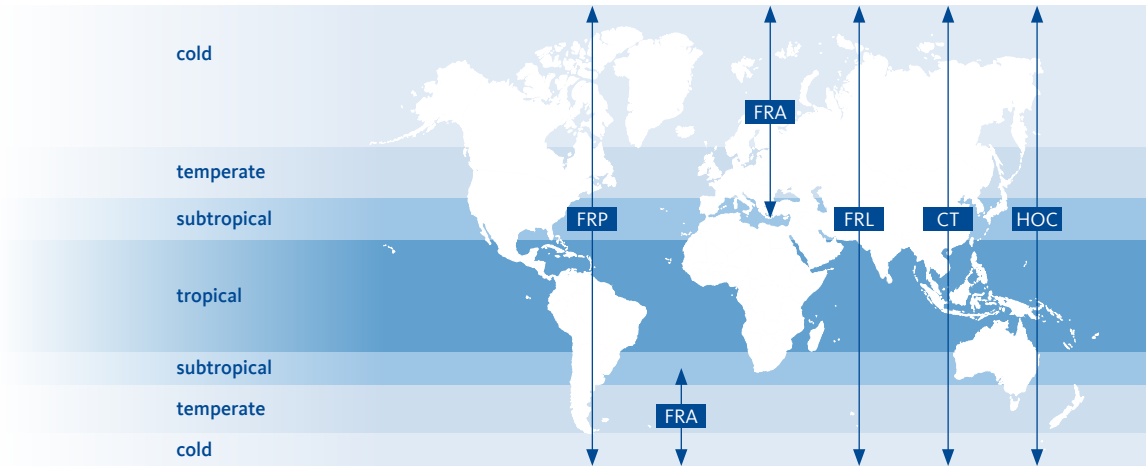 cold
FRA
temperate
subtropical
FRP
FRL
CT
HOC
tropical
subtropical
temperate
FRA
cold